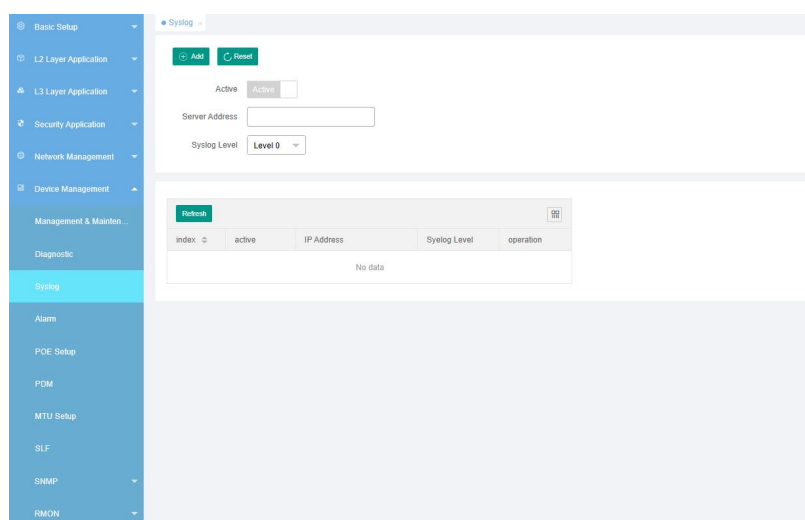 Basic Setup
L2 Layer Application
L3 Layer Application
Security Application
Network Management
Device Management
Management & Mainten...
Diagnostic
Syslog
Alarm
POE Setup
PDM
MTU Setup
SLF
SNMP
RMON
Syslog
Add
Reset
Active
Active
Server Address
Syslog Level
Level 0
Refresh
index
active
IP Address
Syelog Level
operation
No data